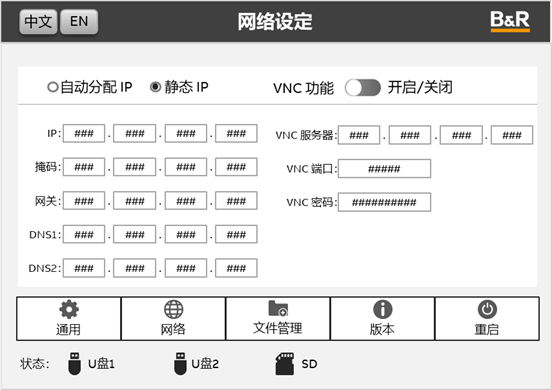 中文 EN 网络设定 B&R
自动分配 IP 静态 IP VNC 功能 开启/关闭
IP: ### . ### . ### . ### VNC 服务器: ### . ### . ### . ###
掩码: ### . ### . ### . ### VNC 端口: #####
网关: ### . ### . ### . ### VNC 密码: ##########
DNS1: ### . ### . ### . ###
DNS2: ### . ### . ### . ###
通用 网络 文件管理 版本 重启
状态: U盘1 U盘2 SD